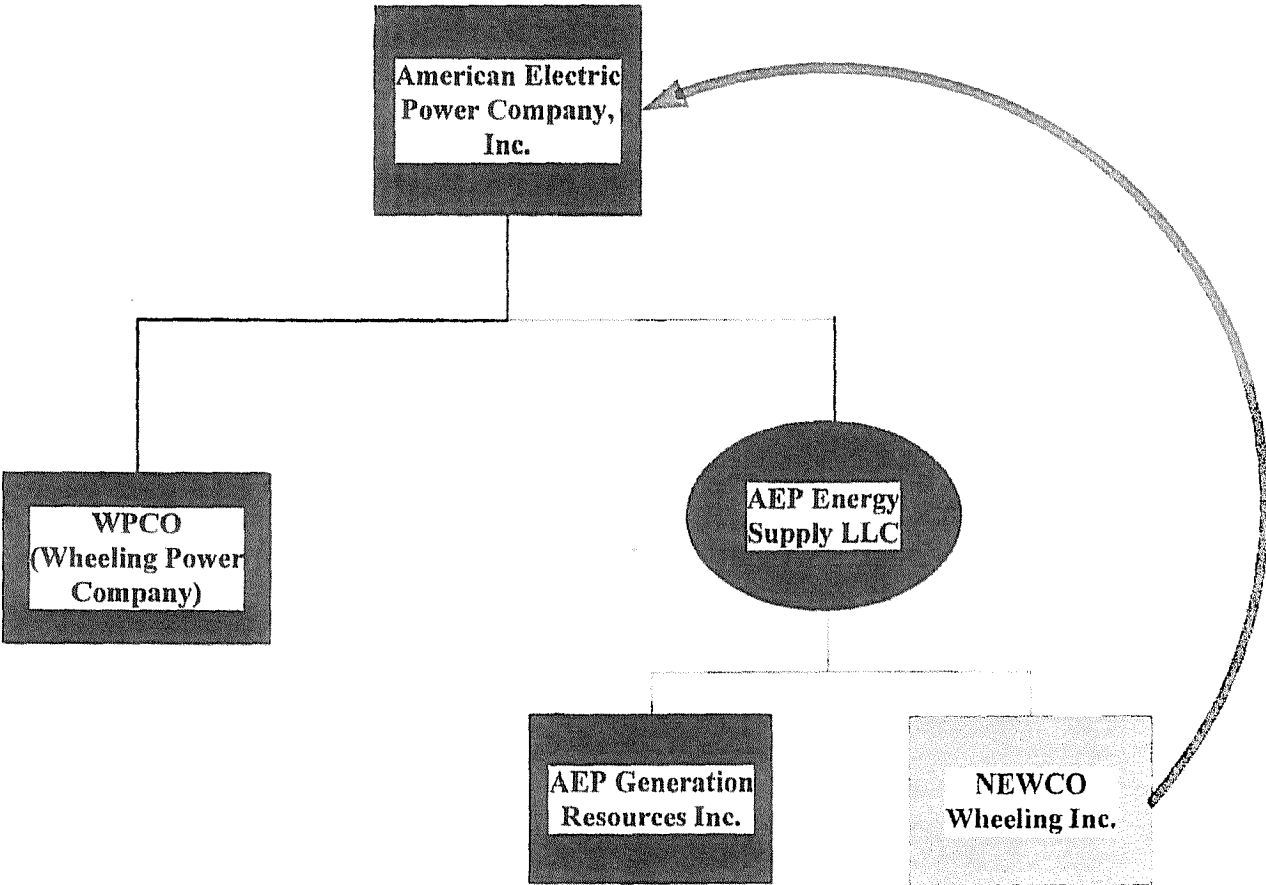 American Electric
Power Company,
Inc.
WPCO
(Wheeling Power
Company)
AEP Energy
Supply LLC
AEP Generation
Resources Inc.
NEWCO
Wheeling Inc.